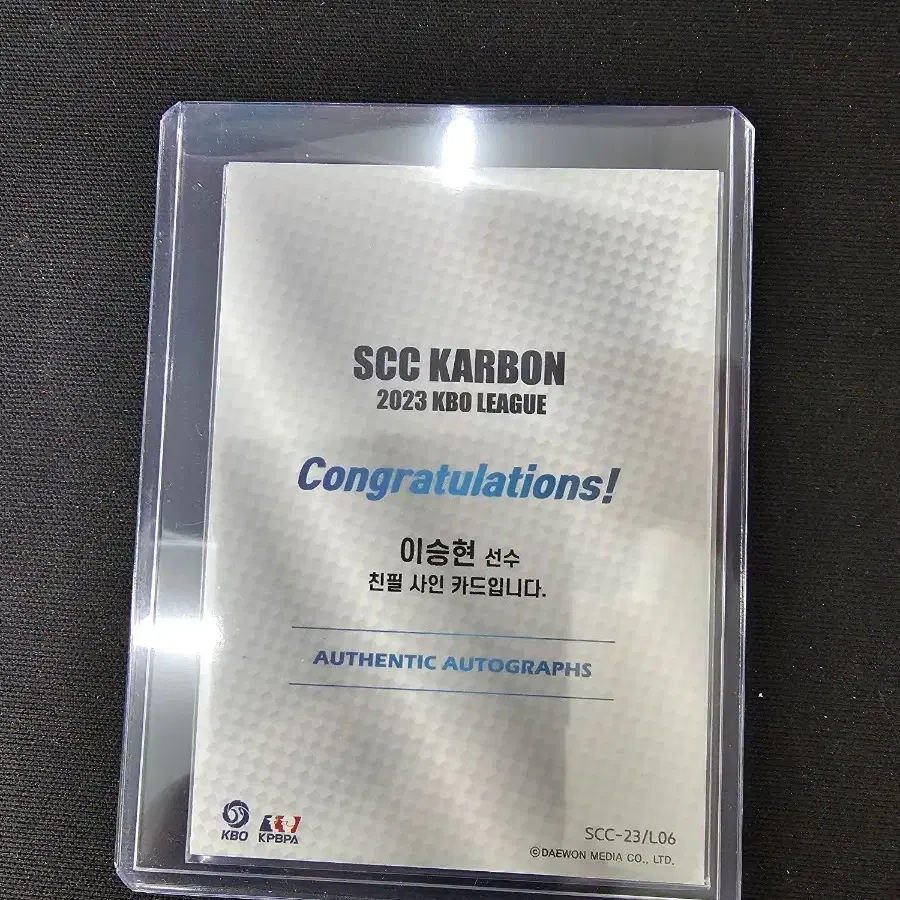 SCC KARBON
2023 KBO LEAGUE
Congratulations!
이승현 선수
친필 사인 카드입니다.
AUTHENTIC AUTOGRAPHS
KBO
KPBPA
SCC-23/L06
©DAEWON MEDIA CO., LTD.